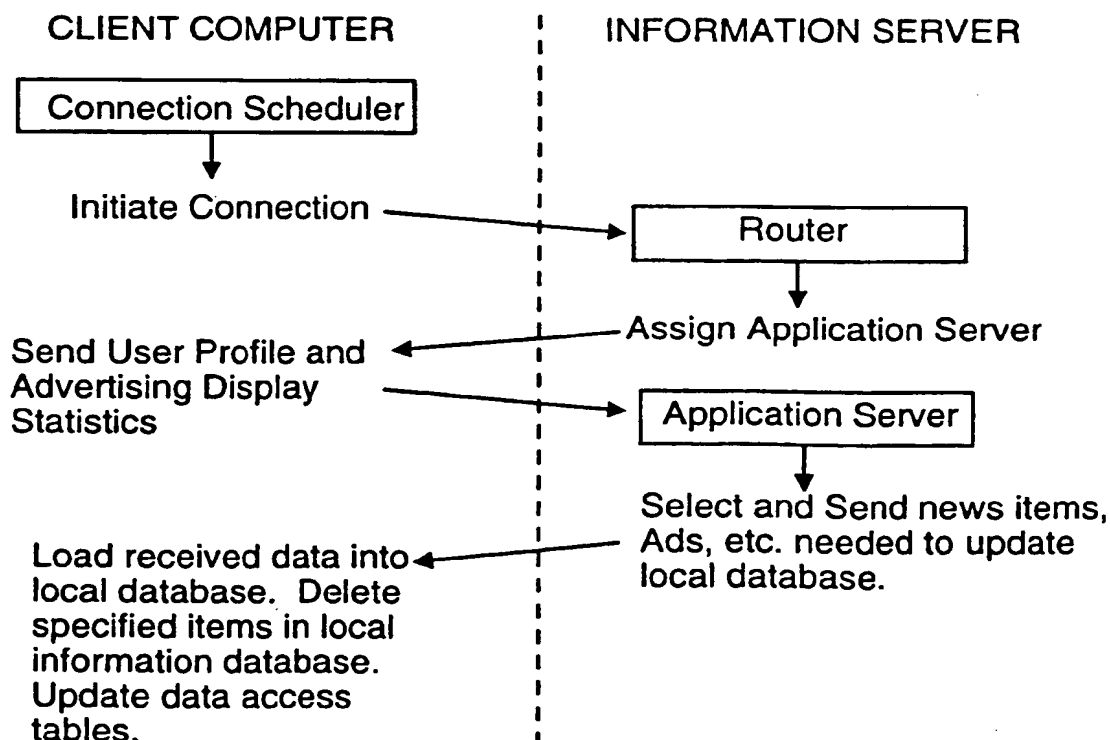 CLIENT COMPUTER
INFORMATION SERVER
Connection Scheduler
Initiate Connection
Router
Assign Application Server
Send User Profile and
Advertising Display
Statistics
Application Server
Select and Send news items,
Ads, etc. needed to update
local database.
Load received data into
local database. Delete
specified items in local
information database.
Update data access
tables.